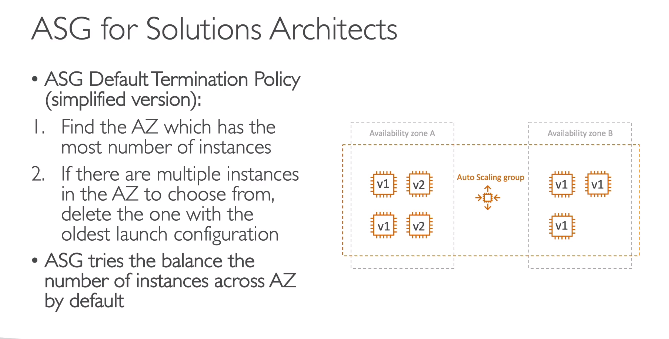 ASG for Solutions Architects
• ASG Default Termination Policy
(simplified version):
1. Find the AZ which has the
most number of instances
2. If there are multiple instances
in the AZ to choose from,
delete the one with the
oldest launch configuration
• ASG tries the balance the
number of instances across AZ
by default
Availability zone A
Availability zone B
Auto Scaling group
v1 v2
v1 v2
v1 v1
v1